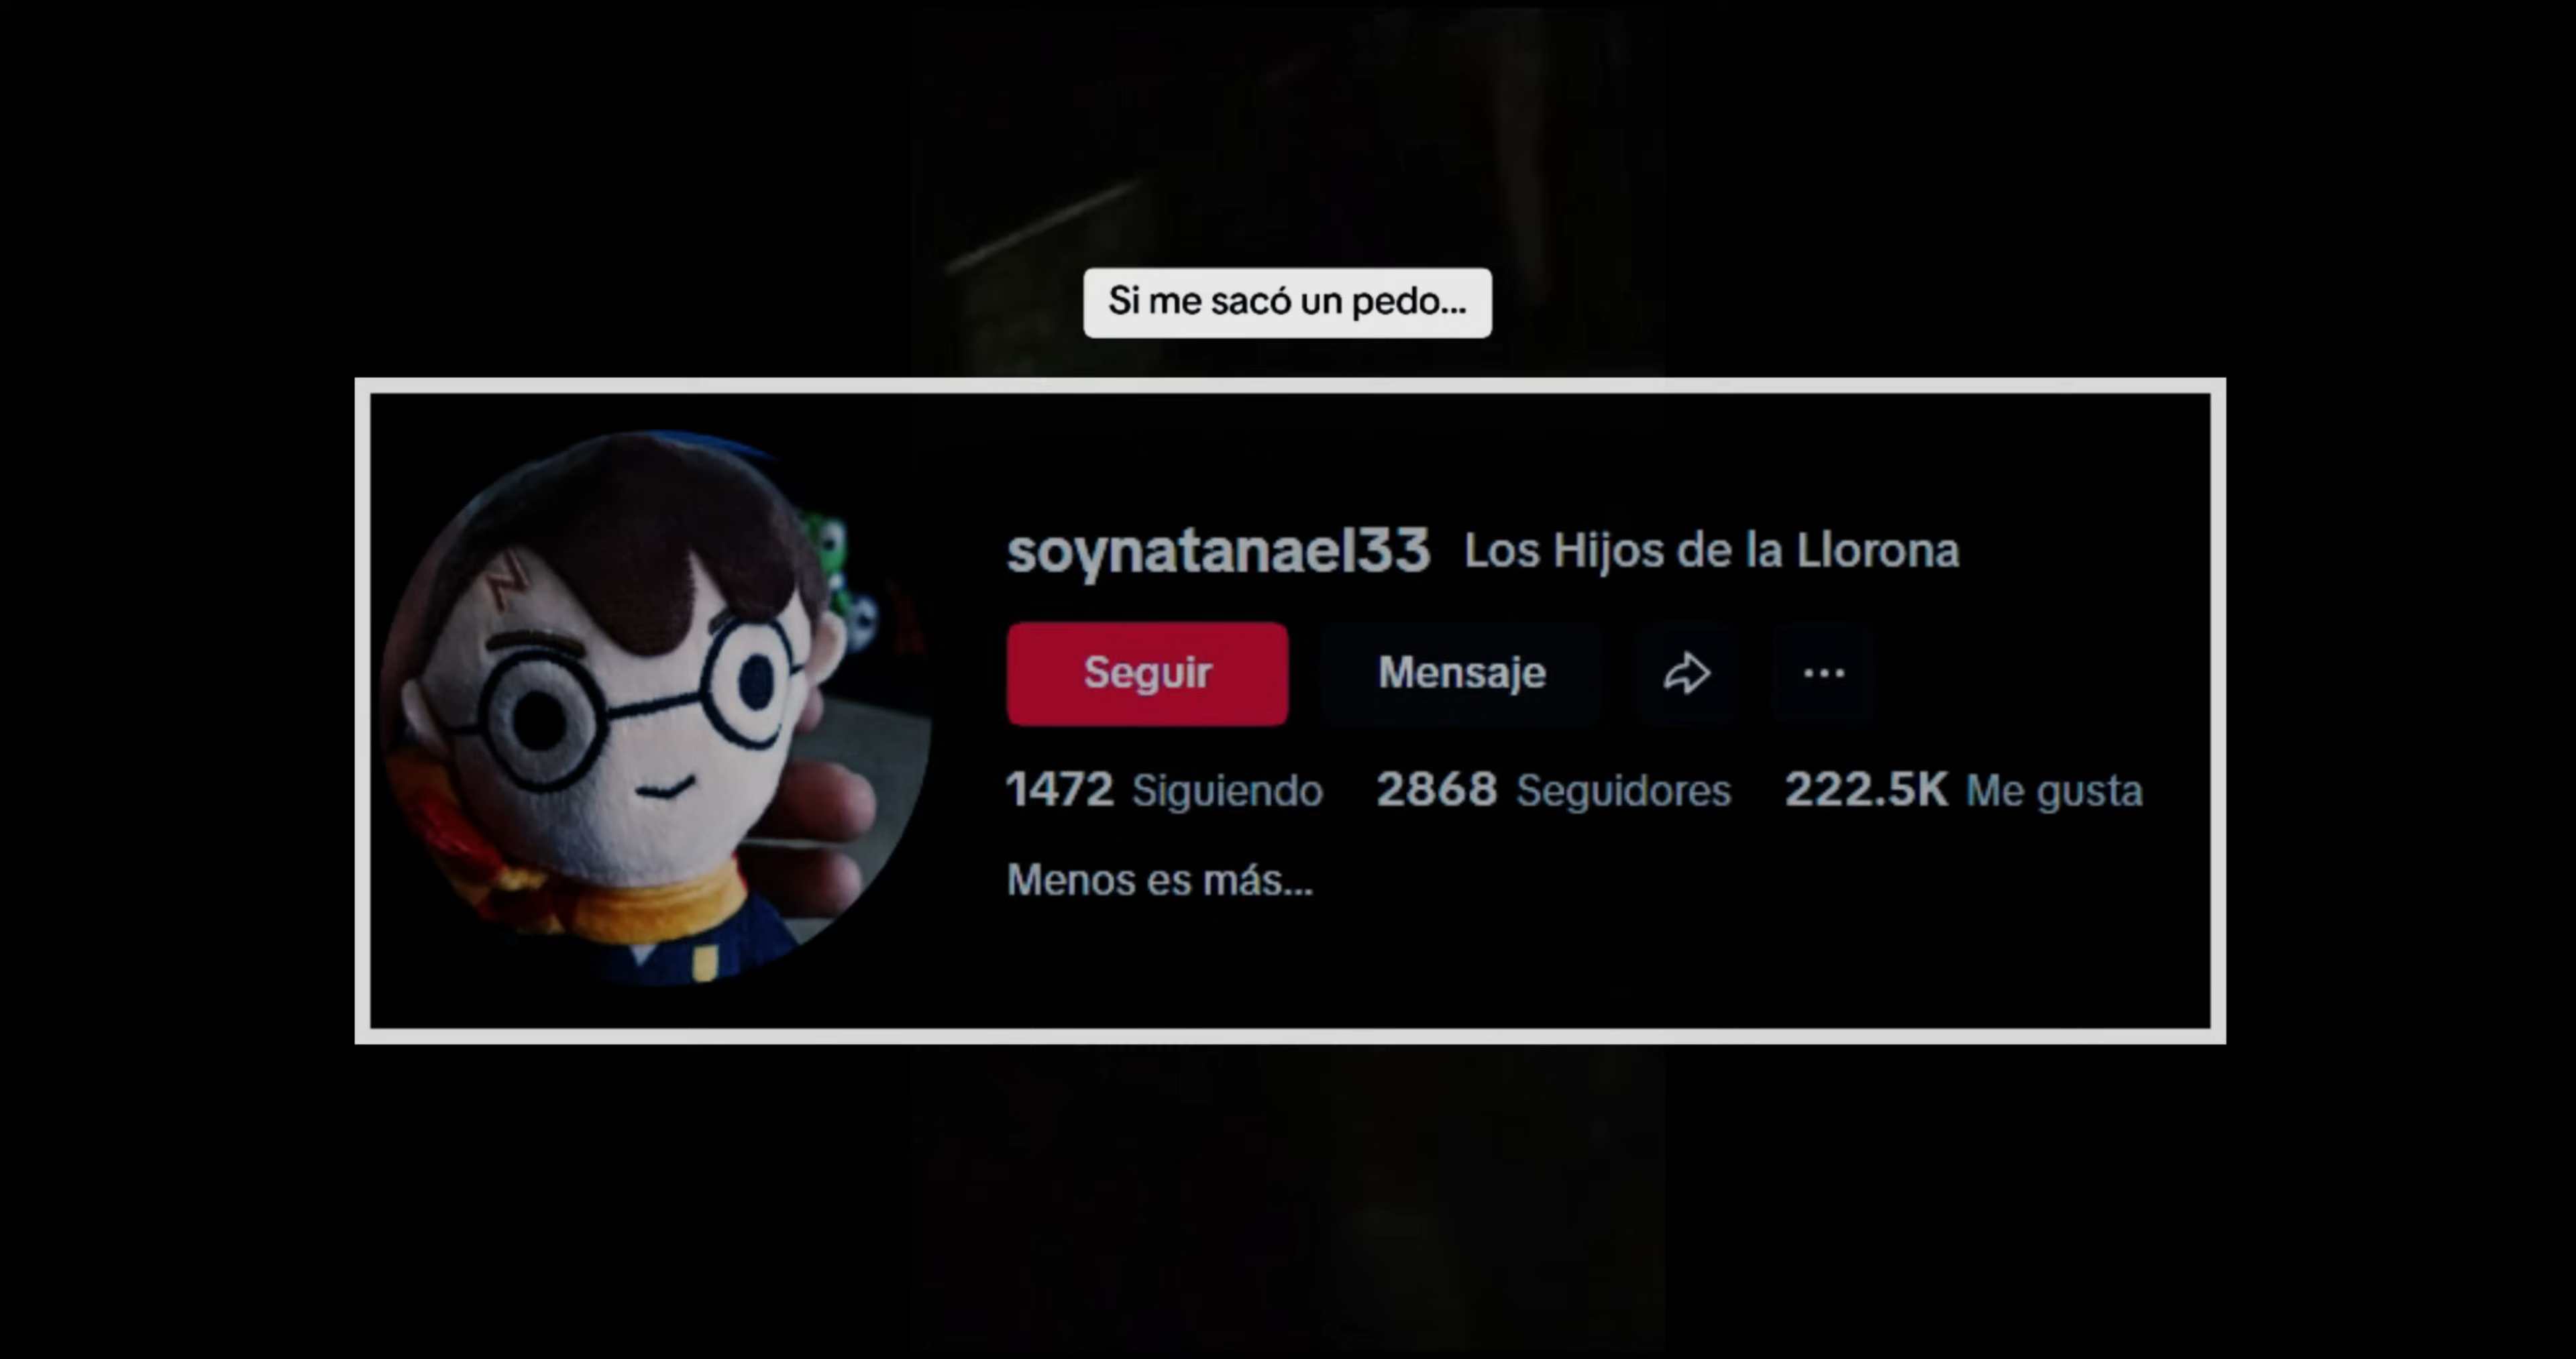 Si me sacó un pedo...
soynatanael33 Los Hijos de la Llorona
Seguir Mensaje ...
1472 Siguiendo 2868 Seguidores 222.5K Me gusta
Menos es más...